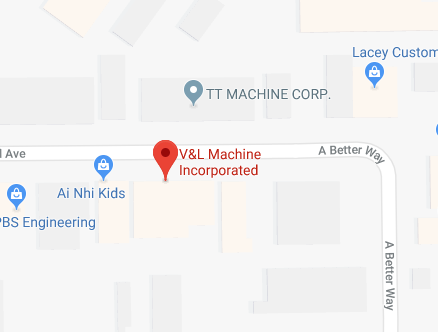 Lacey Custom
TT MACHINE CORP.
Ave
A Better Way
V&L Machine
Incorporated
Ai Nhi Kids
PBS Engineering
A Better Way